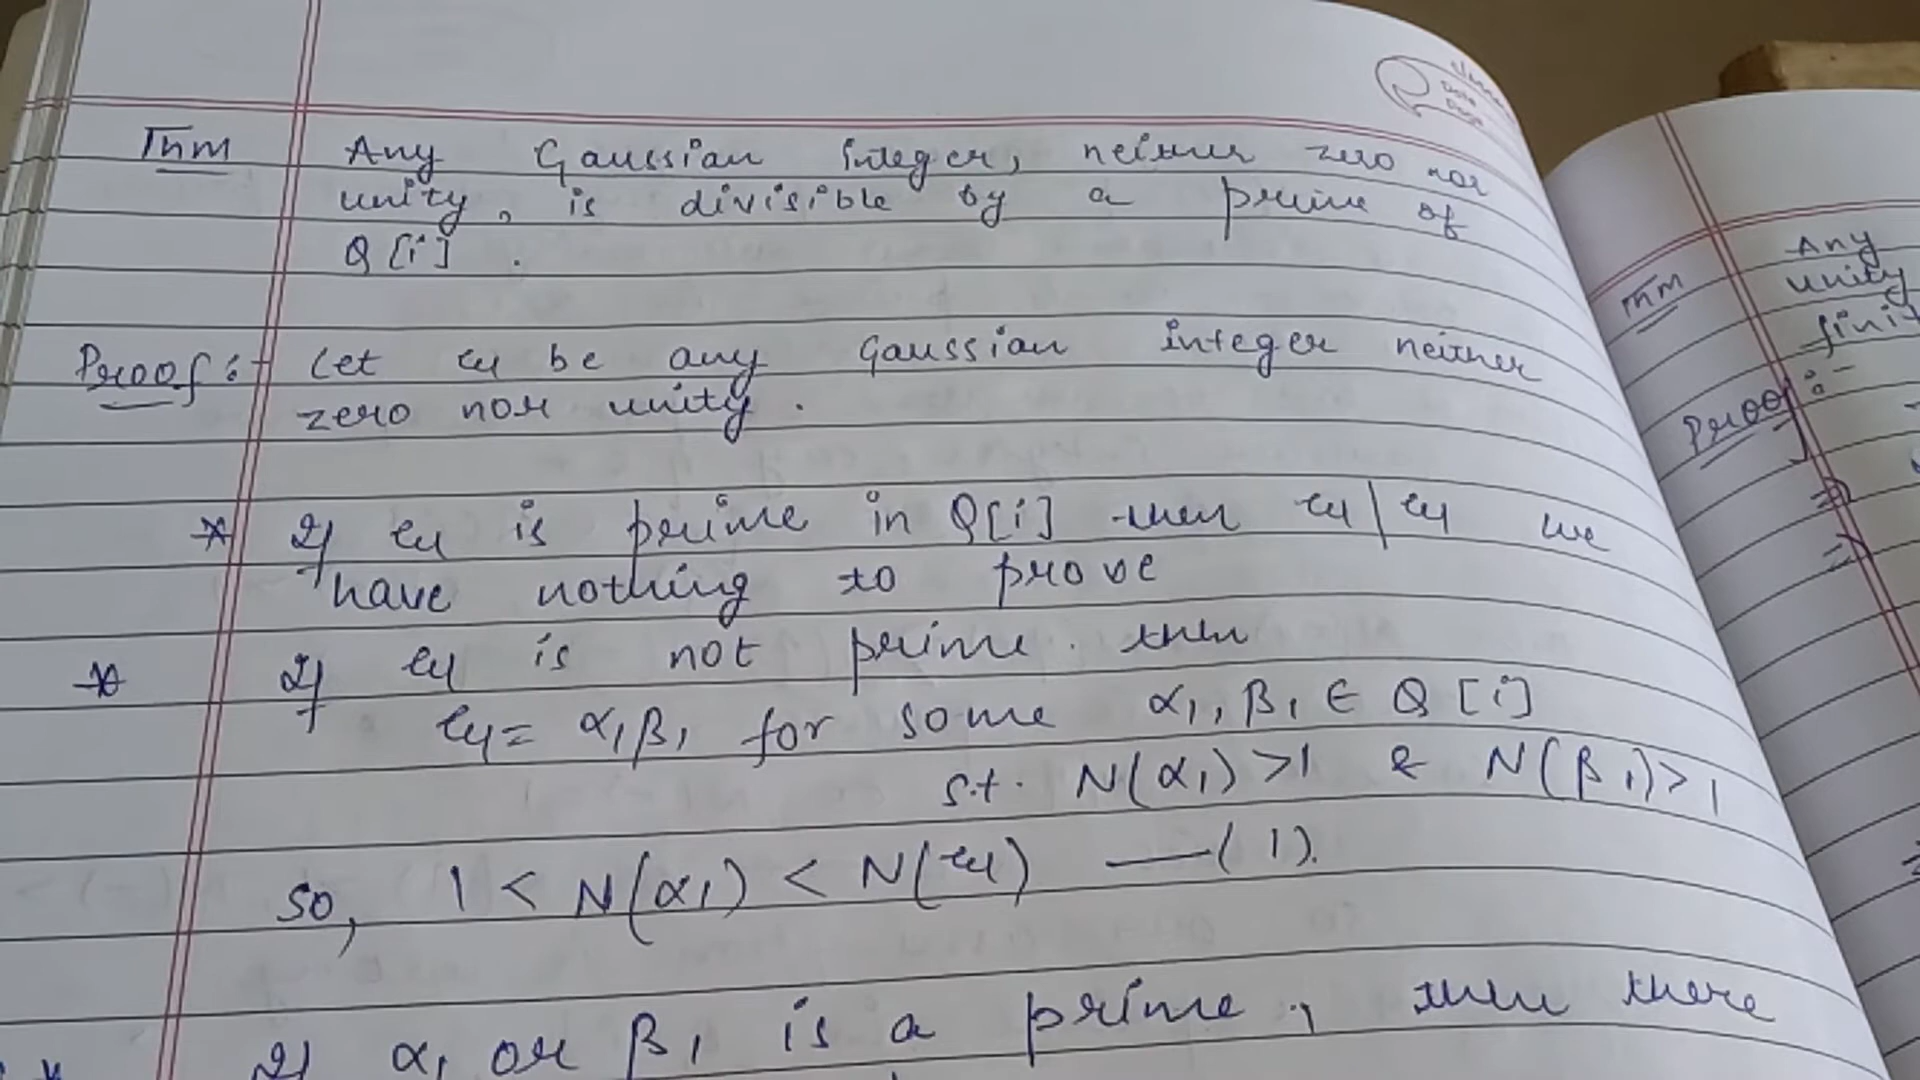 Thm Any Gaussian integer, neither zero nor
unity, is divisible by a prime of
Q[i].
Proof :- Let ξ be any Gaussian integer neither
zero nor unity.
* If ξ is prime in Q[i] then ξ | ξ we
have nothing to prove
* If ξ is not prime. then
ξ = α₁β₁ for some α₁, β₁ ∈ Q[i]
s.t. N(α₁)>1 & N(β₁)>1
so, 1 < N(α₁) < N(ξ) —(1).
If α₁ or β₁ is a prime, then there
Date
Page
Thm Any
unity
finit
Proof :-